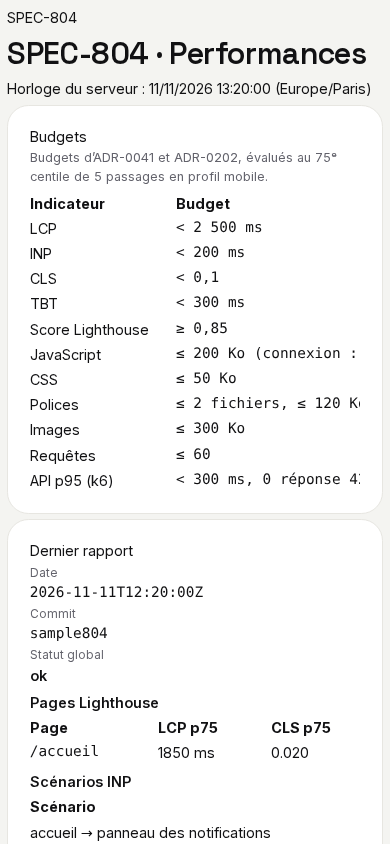 SPEC-804
SPEC-804 · Performances
Horloge du serveur : 11/11/2026 13:20:00 (Europe/Paris)
Budgets
Budgets d'ADR-0041 et ADR-0202, évalués au 75ᵉ
centile de 5 passages en profil mobile.
Indicateur Budget
LCP < 2 500 ms
INP < 200 ms
CLS < 0,1
TBT < 300 ms
Score Lighthouse ≥ 0,85
JavaScript ≤ 200 Ko (connexion :
CSS ≤ 50 Ko
Polices ≤ 2 fichiers, ≤ 120
Images ≤ 300 Ko
Requêtes ≤ 60
API p95 (k6) < 300 ms, 0 réponse
Dernier rapport
Date
2026-11-11T12:20:00Z
Commit
sample804
Statut global
ok
Pages Lighthouse
Page LCP p75 CLS p75
/accueil 1850 ms 0.020
Scénarios INP
Scénario
accueil → panneau des notifications